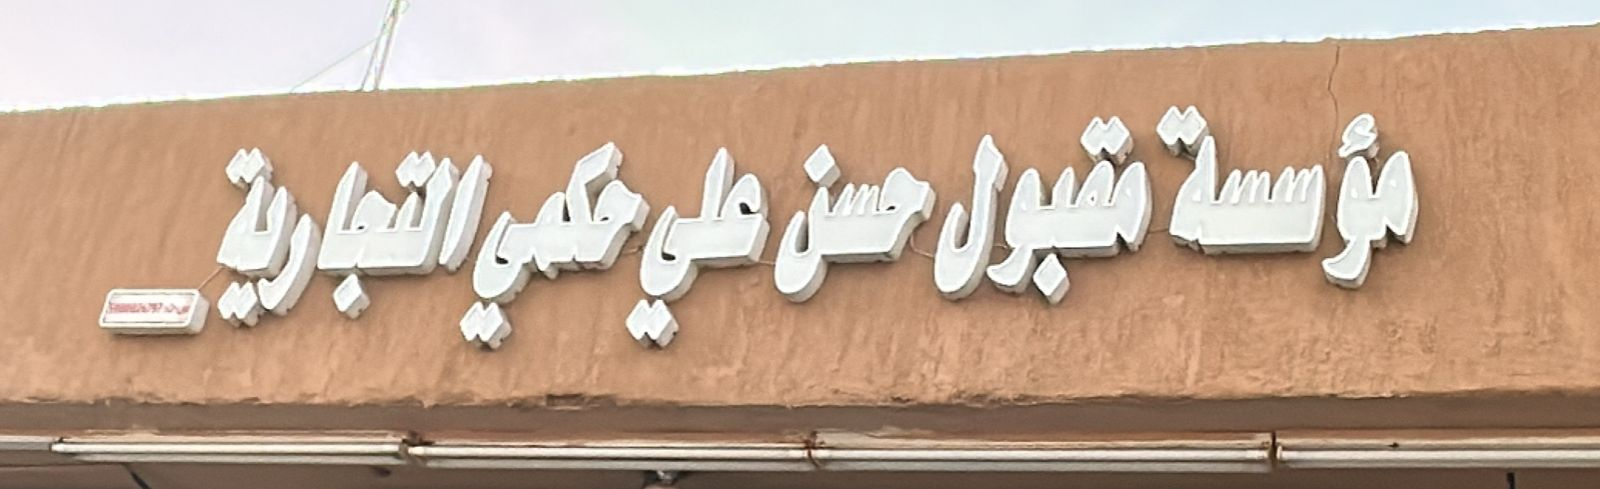 مؤسسة مقبول حسن علي حكمي التجارية